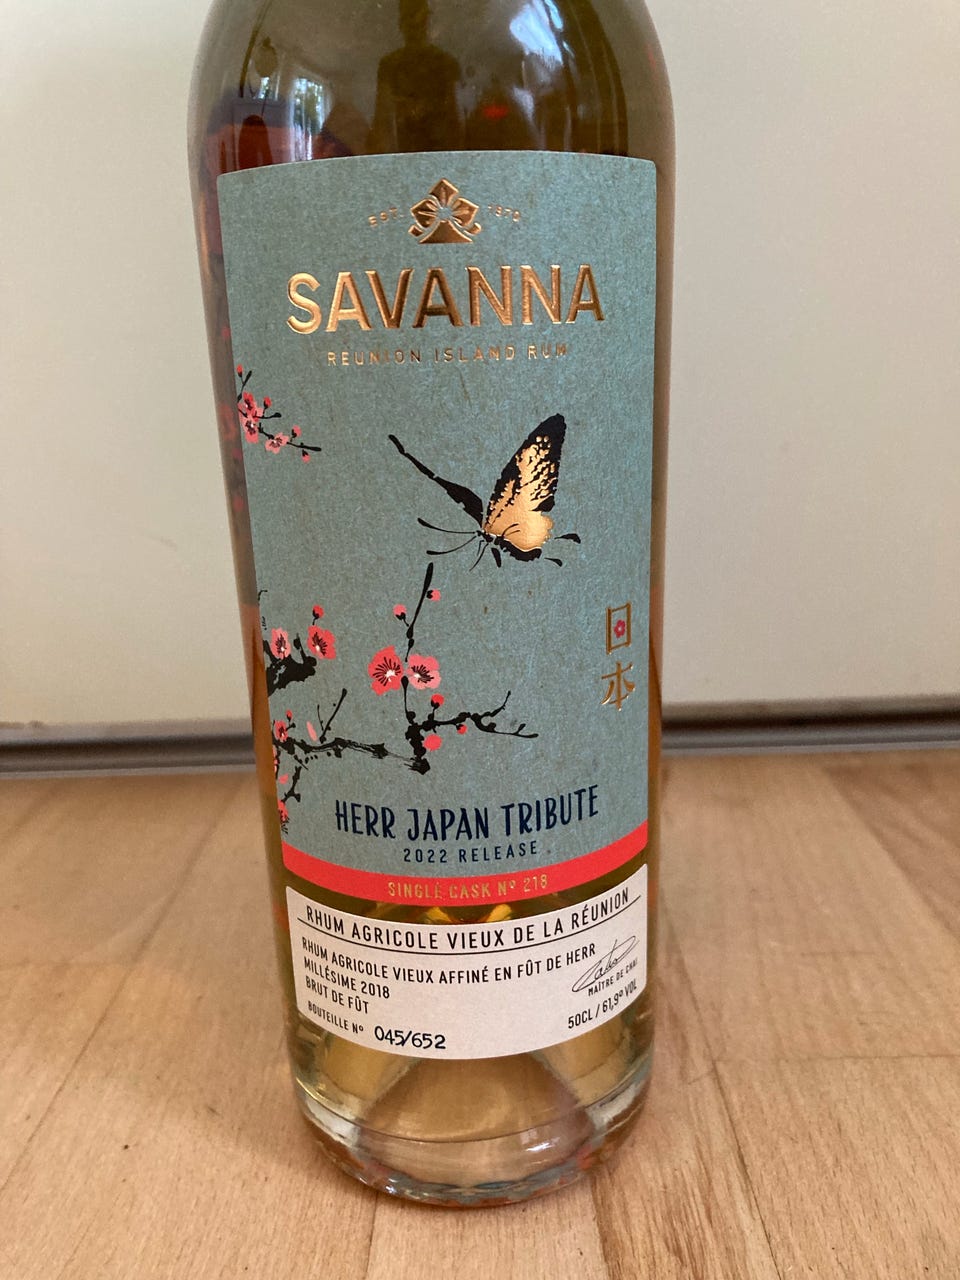 EST. 1870
SAVANNA
RÉUNION ISLAND RUM
日
本
HERR JAPAN TRIBUTE
2022 RELEASE
SINGLE CASK Nº 218
RHUM AGRICOLE VIEUX DE LA RÉUNION
RHUM AGRICOLE VIEUX AFFINÉ EN FÛT DE HERR
MILLÉSIME 2018
BRUT DE FÛT
MAÎTRE DE CHAI
BOUTEILLE Nº 045/652
50CL / 61,9º VOL